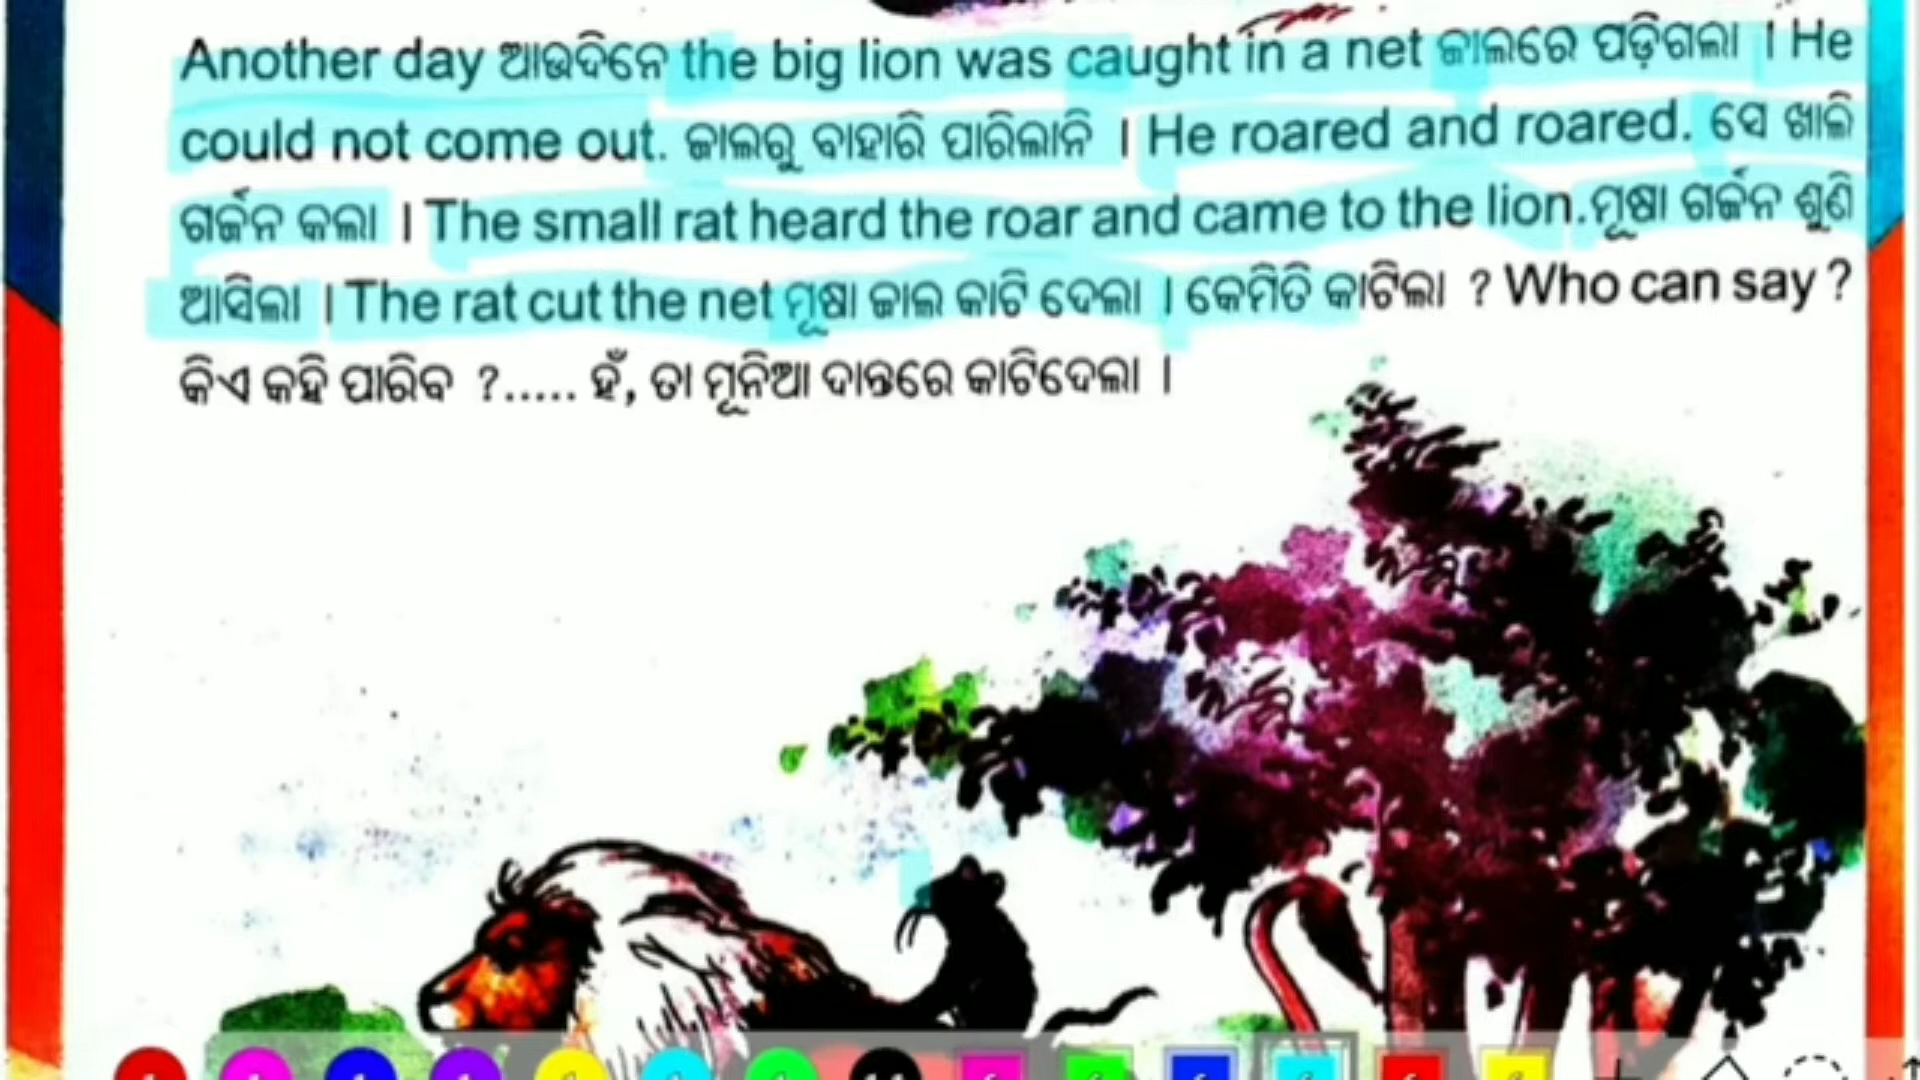 Another day ଆଉଦିନେ the big lion was caught in a net ଜାଲରେ ପଡ଼ିଗଲା । He
could not come out. ଜାଲରୁ ବାହାରି ପାରିଲାନି । He roared and roared. ସେ ଖାଲି
ଗର୍ଜନ କଲା । The small rat heard the roar and came to the lion.ମୂଷା ଗର୍ଜନ ଶୁଣି
ଆସିଲା । The rat cut the net ମୂଷା ଜାଲ କାଟି ଦେଲା । କେମିତି କାଟିଲା ? Who can say ?
କିଏ କହି ପାରିବ ?..... ହଁ, ତା ମୂନିଆ ଦାନ୍ତରେ କାଟିଦେଲା ।